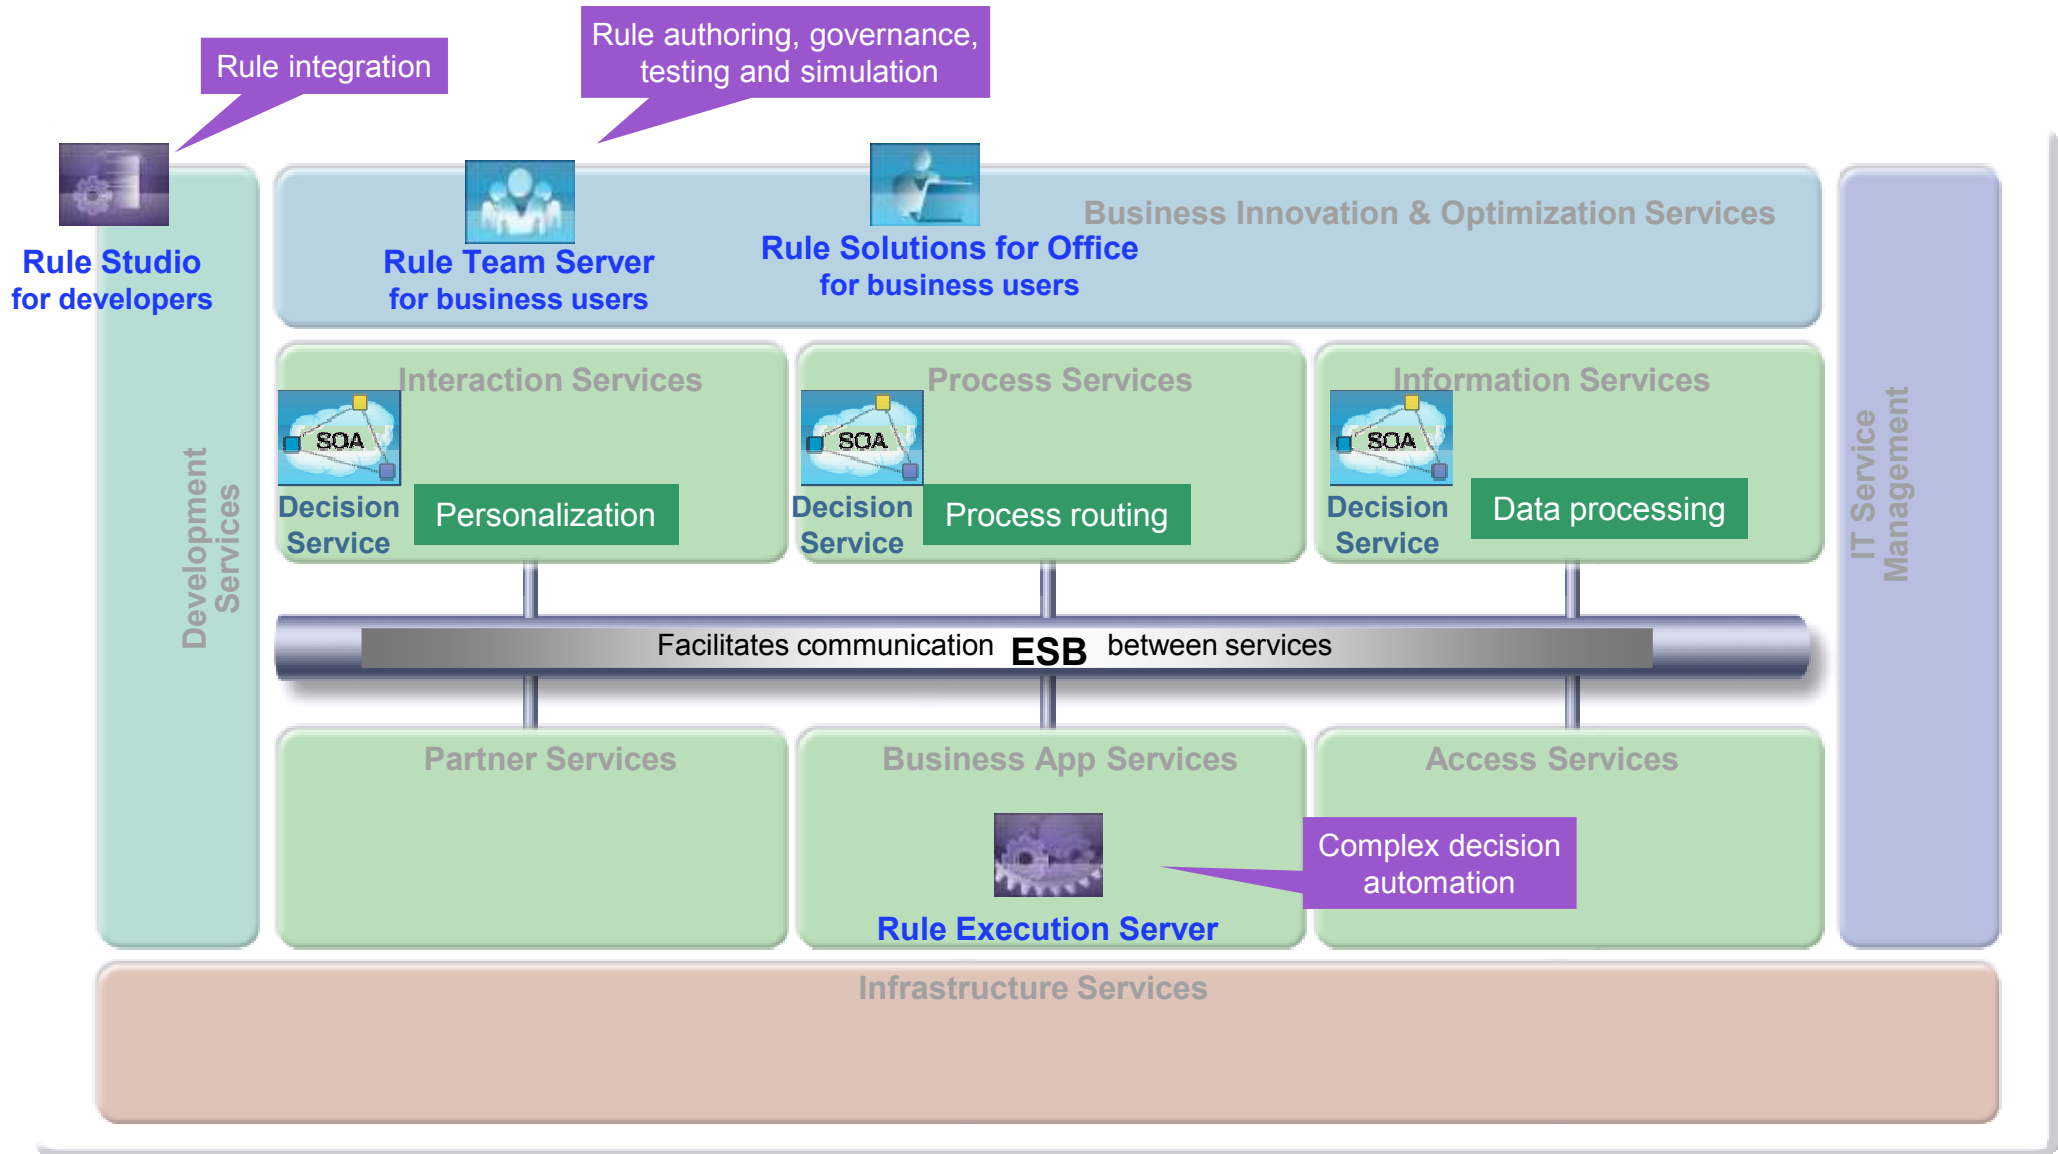 Rule integration
Rule authoring, governance,
testing and simulation
Rule Studio
for developers
Rule Team Server
for business users
Rule Solutions for Office
for business users
Business Innovation & Optimization Services
Development
Services
Interaction Services
SOA
Decision
Service
Personalization
Process Services
SOA
Decision
Service
Process routing
Information Services
SOA
Decision
Service
Data processing
IT Service
Management
Facilitates communication ESB between services
Partner Services
Business App Services
Access Services
Complex decision
automation
Rule Execution Server
Infrastructure Services